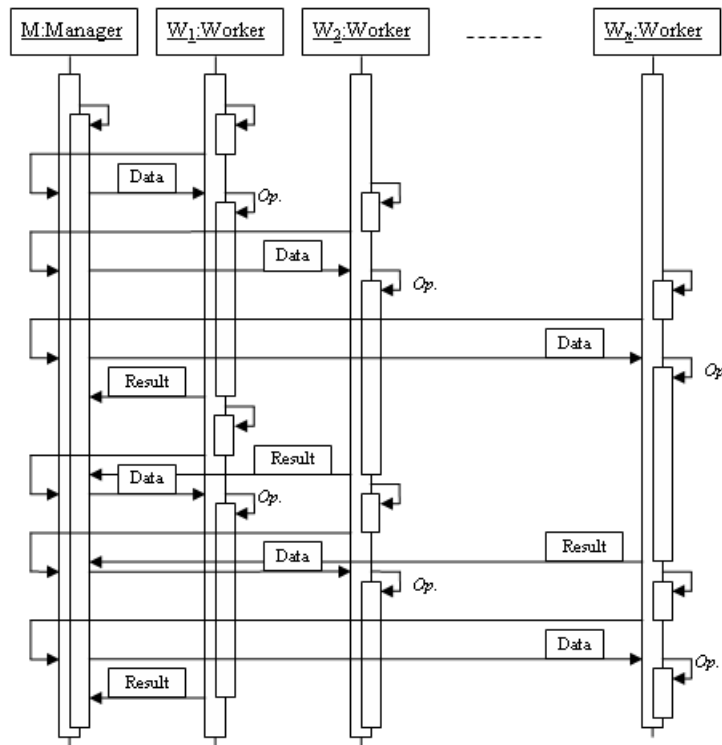 M:Manager W1:Worker W2:Worker -------- Wn:Worker
Data Op.
Data Op.
Data Op
Result
Result
Data Op.
Result
Data Op.
Data Op.
Result